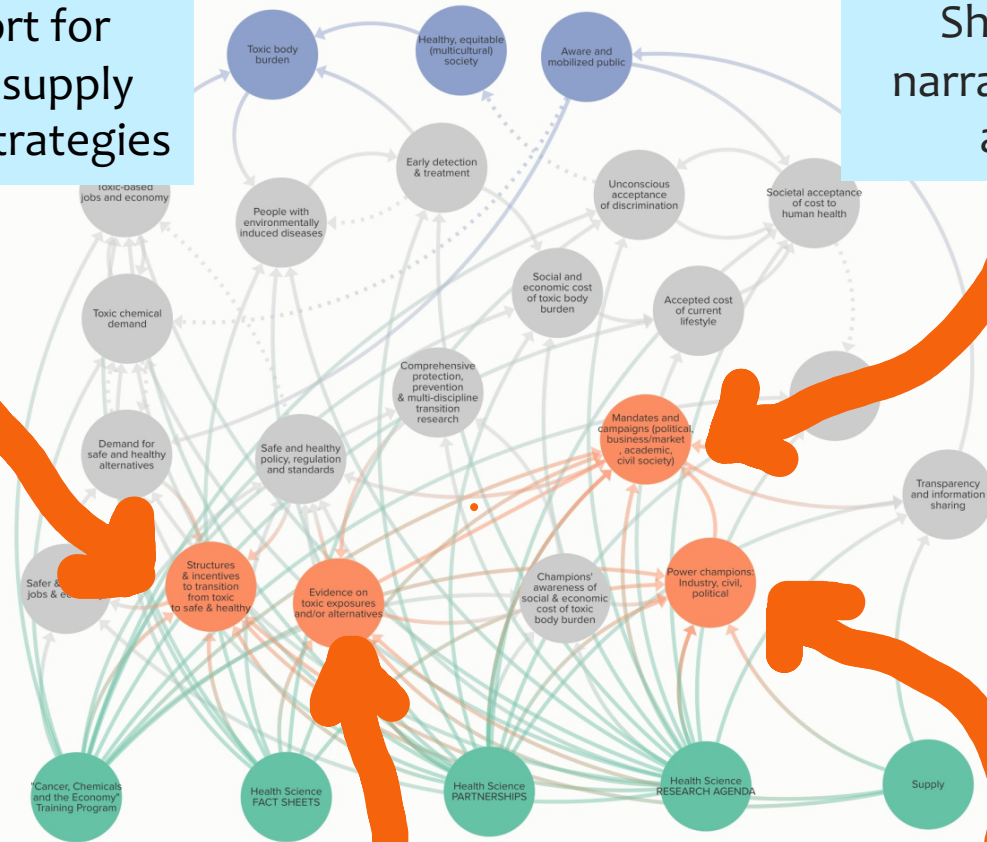 ort for
supply
trategies
Sh
narra
a
Toxic body
burden
Healthy, equitable
(multicultural)
society
Aware and
mobilized public
Early detection
& treatment
Toxic-based
jobs and economy
People with
environmentally
induced diseases
Unconscious
acceptance
of discrimination
Societal acceptance
of cost to
human health
Toxic chemical
demand
Social and
economic cost
of toxic body
burden
Accepted cost
of current
lifestyle
Comprehensive
protection,
prevention
& multi-discipline
transition
research
Demand for
safe and healthy
alternatives
Safe and healthy
policy, regulation
and standards
Mandates and
campaigns (political,
business/market
, academic,
civil society)
Transparency
and information
sharing
Safer &
jobs & e
Structures
& incentives
to transition
from toxic
to safe & healthy
Evidence on
toxic exposures
and/or alternatives
Champions'
awareness of
social & economic
cost of toxic
body burden
Power champions:
Industry, civil,
political
"Cancer, Chemicals
and the Economy"
Training Program
Health Science
FACT SHEETS
Health Science
PARTNERSHIPS
Health Science
RESEARCH AGENDA
Supply